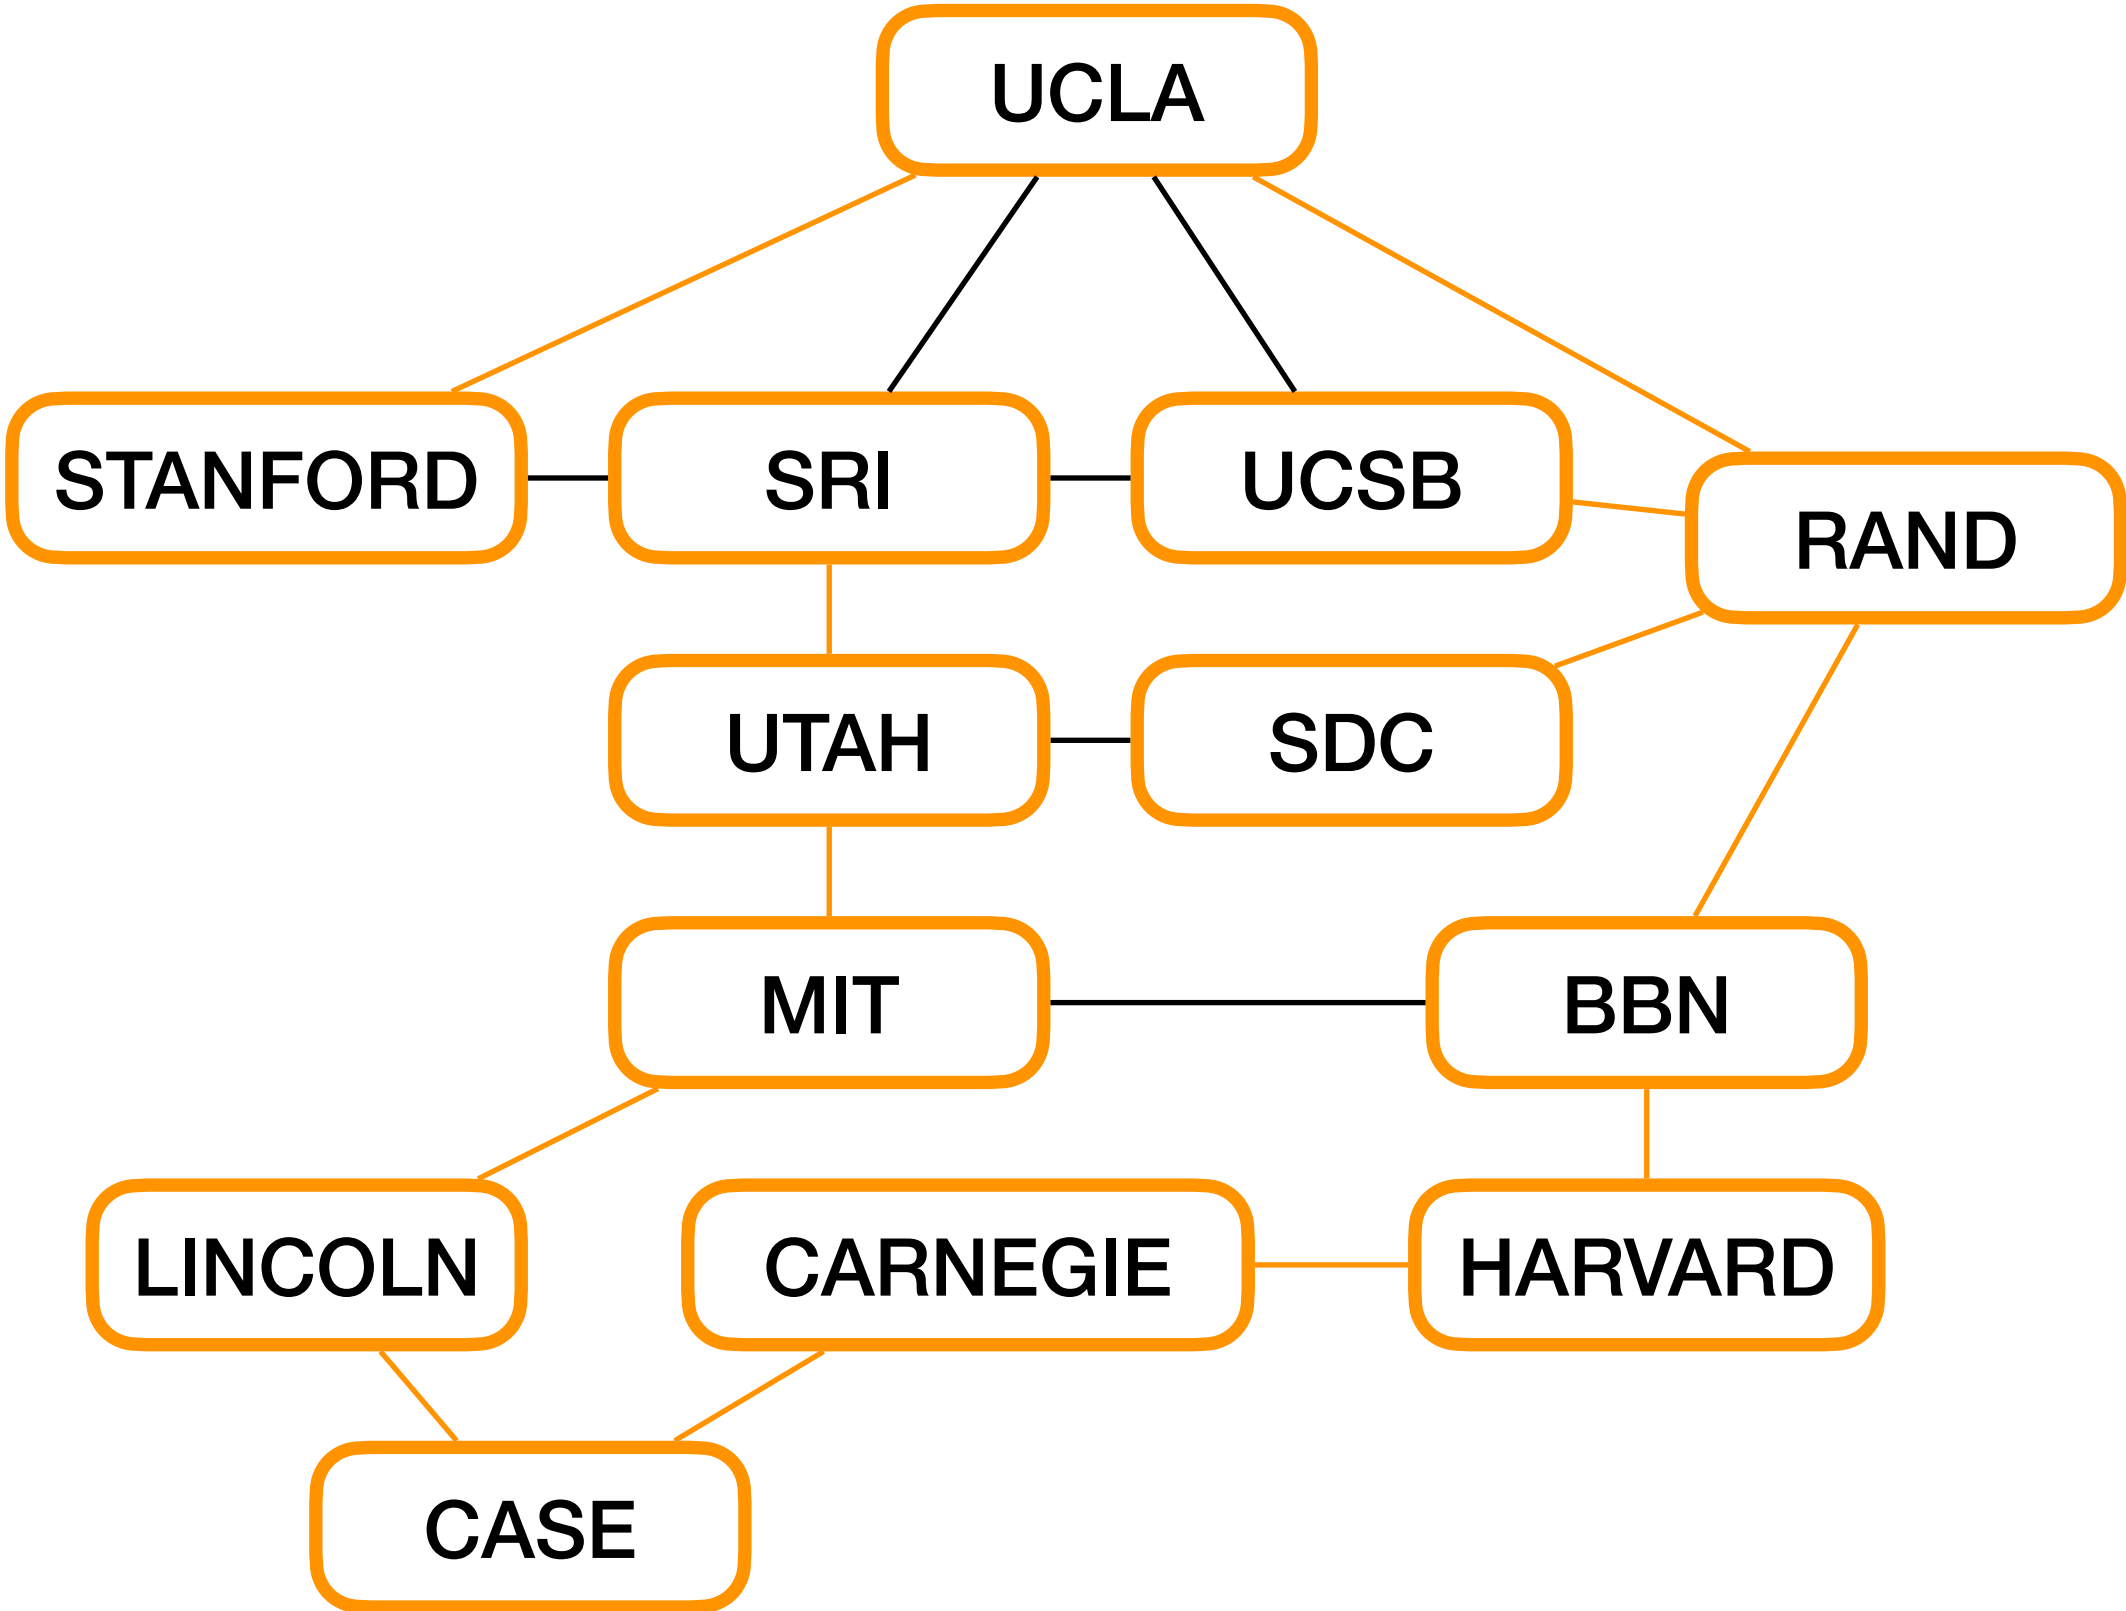 UCLA
STANFORD
SRI
UCSB
RAND
UTAH
SDC
MIT
BBN
LINCOLN
CARNEGIE
HARVARD
CASE